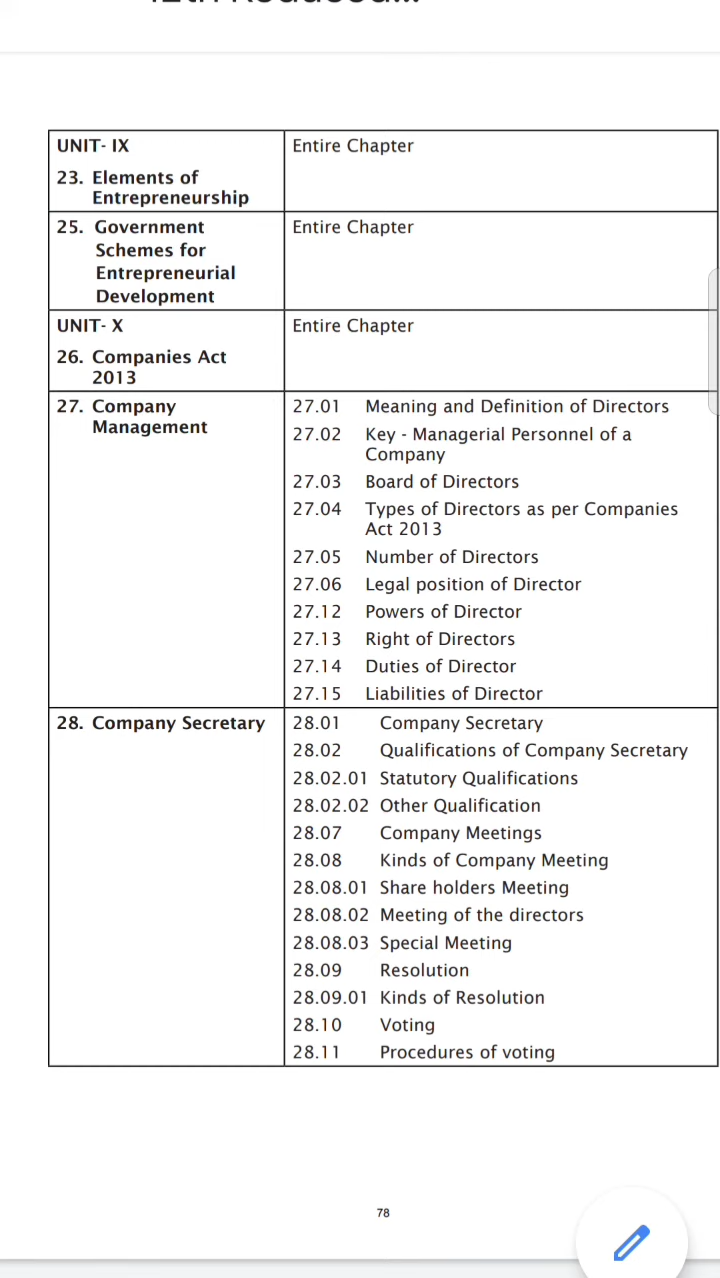 UNIT- IX
23. Elements of
Entrepreneurship
Entire Chapter
25. Government
Schemes for
Entrepreneurial
Development
Entire Chapter
UNIT- X
26. Companies Act
2013
Entire Chapter
27. Company
Management
27.01 Meaning and Definition of Directors
27.02 Key - Managerial Personnel of a
Company
27.03 Board of Directors
27.04 Types of Directors as per Companies
Act 2013
27.05 Number of Directors
27.06 Legal position of Director
27.12 Powers of Director
27.13 Right of Directors
27.14 Duties of Director
27.15 Liabilities of Director
28. Company Secretary
28.01 Company Secretary
28.02 Qualifications of Company Secretary
28.02.01 Statutory Qualifications
28.02.02 Other Qualification
28.07 Company Meetings
28.08 Kinds of Company Meeting
28.08.01 Share holders Meeting
28.08.02 Meeting of the directors
28.08.03 Special Meeting
28.09 Resolution
28.09.01 Kinds of Resolution
28.10 Voting
28.11 Procedures of voting
78